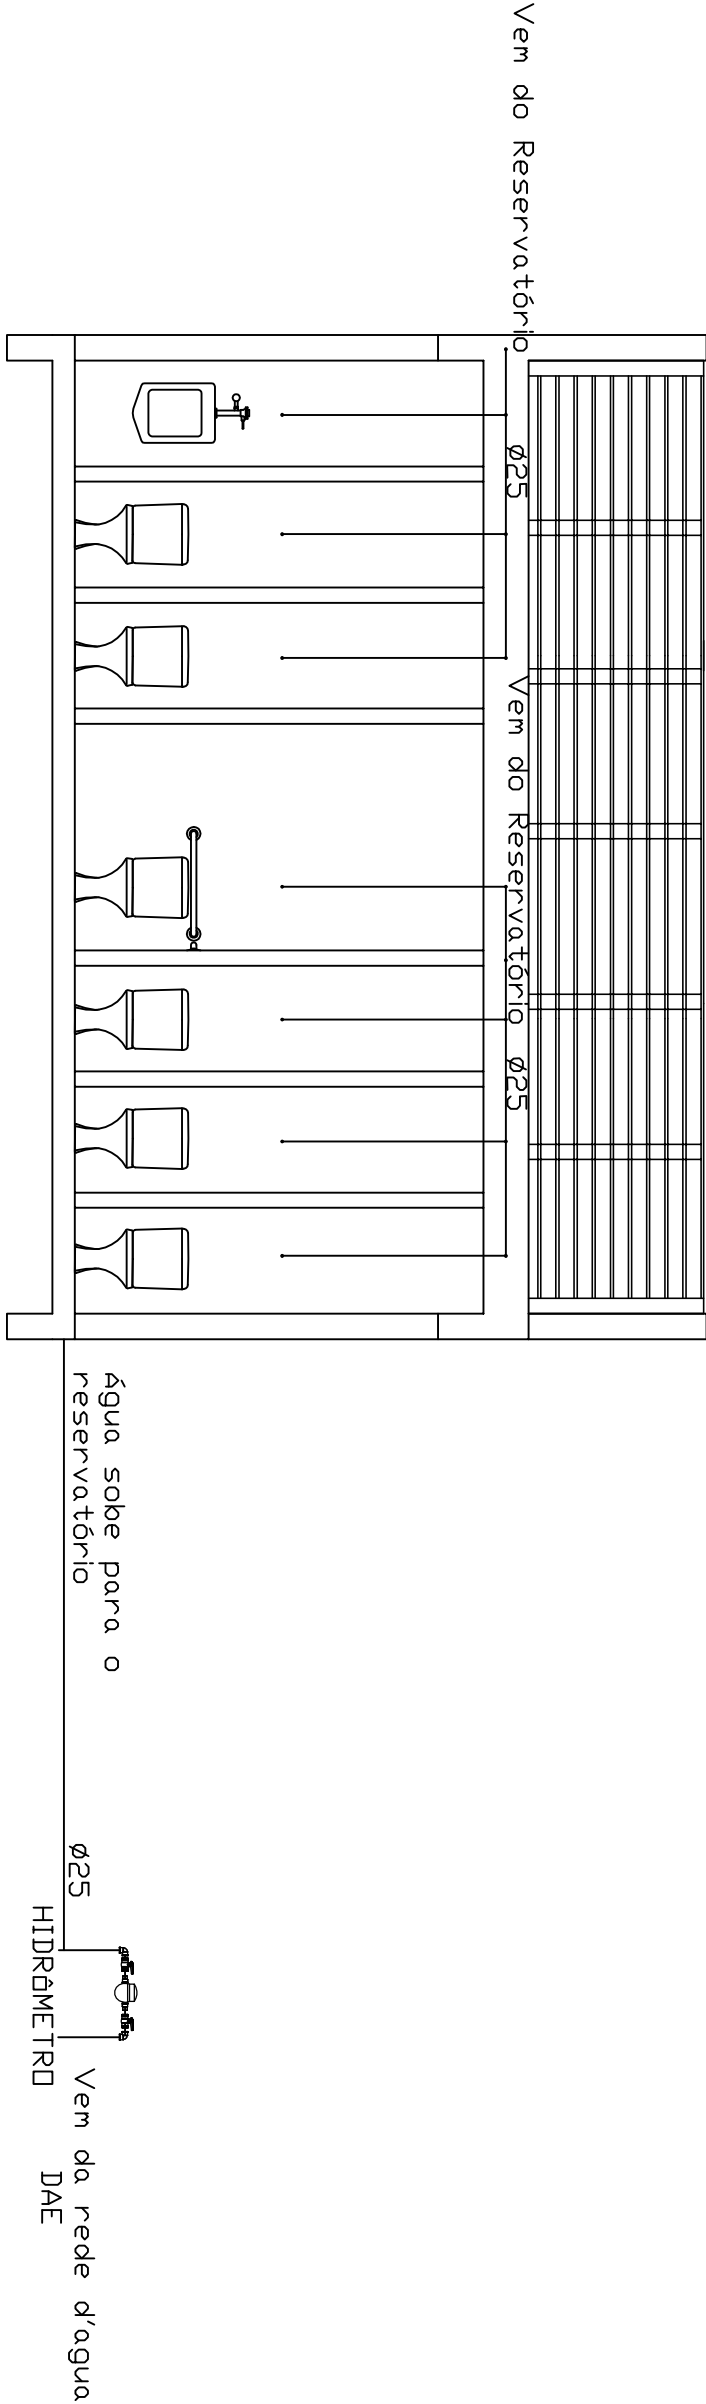 Vem do Reservatório
Ø25
Vem do Reservatório Ø25
Água sobe para o
reservatório
Ø25
HIDRÔMETRO
Vem da rede d'agua
DAE